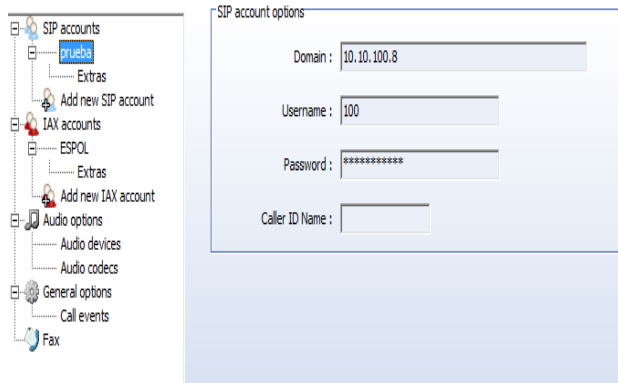 SIP accounts
prueba
Extras
Add new SIP account
IAX accounts
ESPOL
Extras
Add new IAX account
Audio options
Audio devices
Audio codecs
General options
Call events
Fax
SIP account options
Domain : 10.10.100.8
Username : 100
Password : ***********
Caller ID Name :